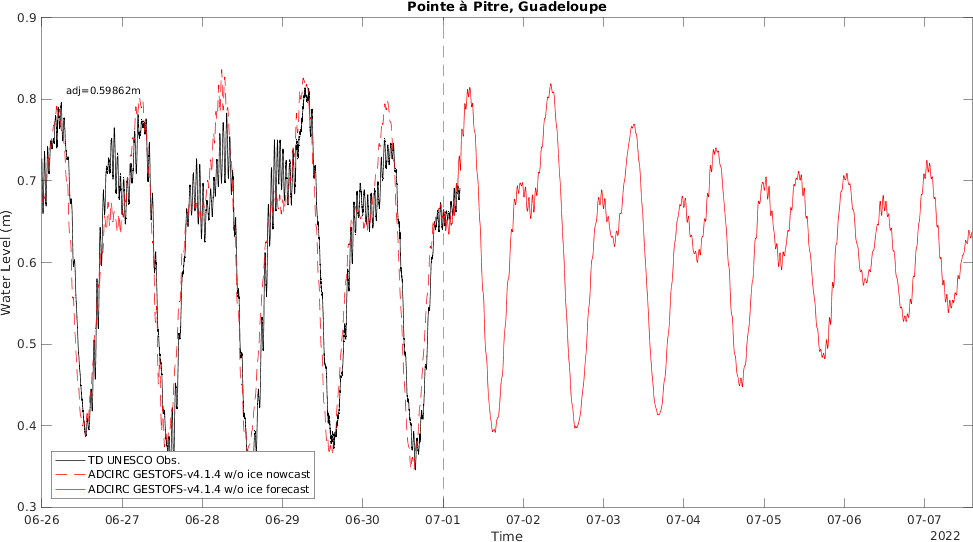 Pointe à Pitre, Guadeloupe
0.9
0.8
0.7
0.6
0.5
0.4
0.3
Water Level (m)
adj=0.59862m
TD UNESCO Obs.
ADCIRC GESTOFS-v4.1.4 w/o ice nowcast
ADCIRC GESTOFS-v4.1.4 w/o ice forecast
06-26 06-27 06-28 06-29 06-30 07-01 07-02 07-03 07-04 07-05 07-06 07-07
Time
2022